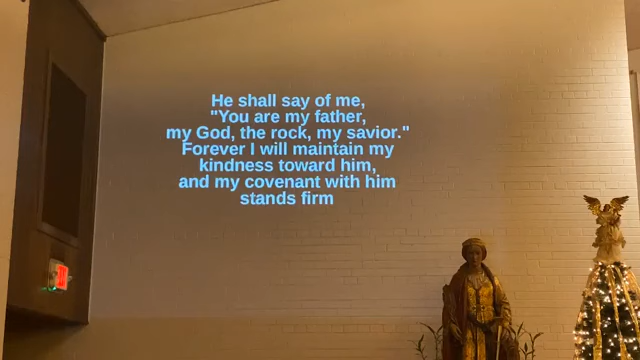 He shall say of me,
"You are my father,
my God, the rock, my savior."
Forever I will maintain my
kindness toward him,
and my covenant with him
stands firm